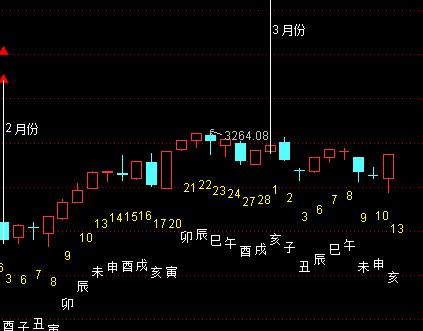 3月份
3264.08
2月份
6 3 6 7 8 9 10 13 14 15 16 17 20 21 22 23 24 27 28 1 2 3 6 7 8 9 10 13
酉 子 丑 寅 卯 辰 未 申 酉 戌 亥 寅 卯 辰 巳 午 酉 戌 亥 子 丑 辰 巳 午 未 申 亥